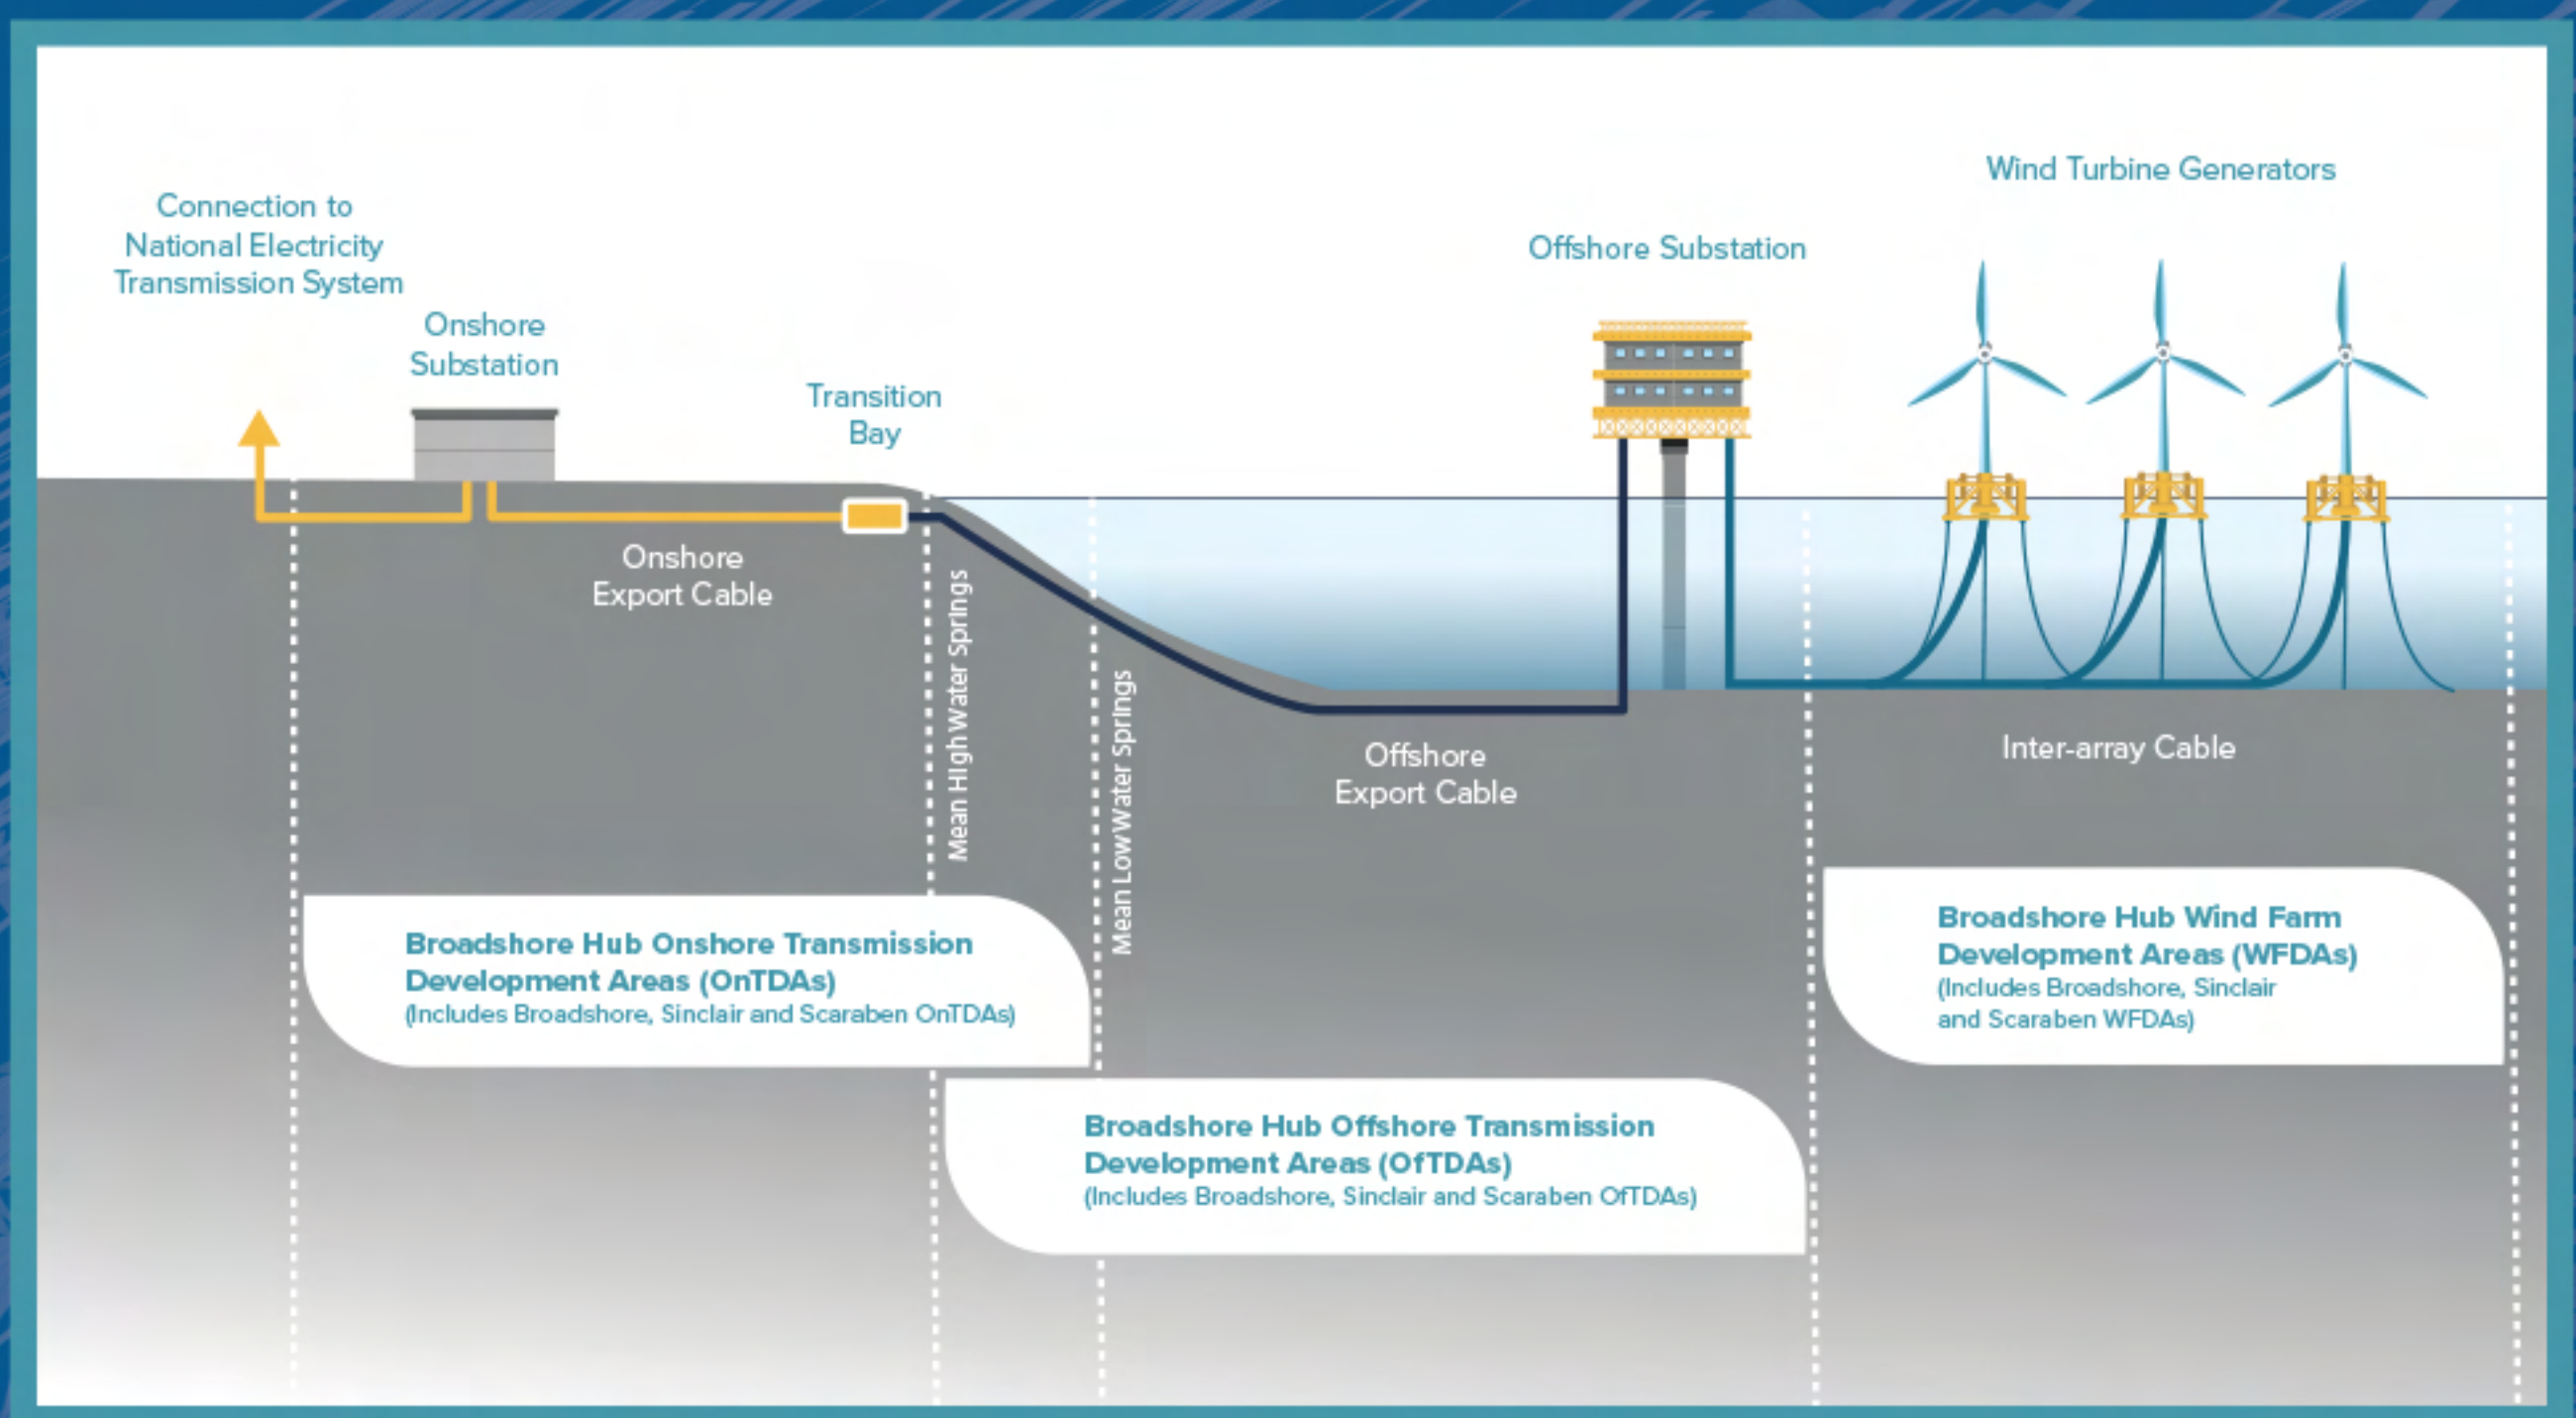 Wind Turbine Generators
Connection to
National Electricity
Transmission System
Offshore Substation
Onshore
Substation
Transition
Bay
Onshore
Export Cable
Mean HIgh Water Springs
Mean Low Water Springs
Offshore
Export Cable
Inter-array Cable
Broadshore Hub Onshore Transmission
Development Areas (OnTDAs)
(Includes Broadshore, Sinclair and Scaraben OnTDAs)
Broadshore Hub Wind Farm
Development Areas (WFDAs)
(Includes Broadshore, Sinclair
and Scaraben WFDAs)
Broadshore Hub Offshore Transmission
Development Areas (OfTDAs)
(Includes Broadshore, Sinclair and Scaraben OfTDAs)